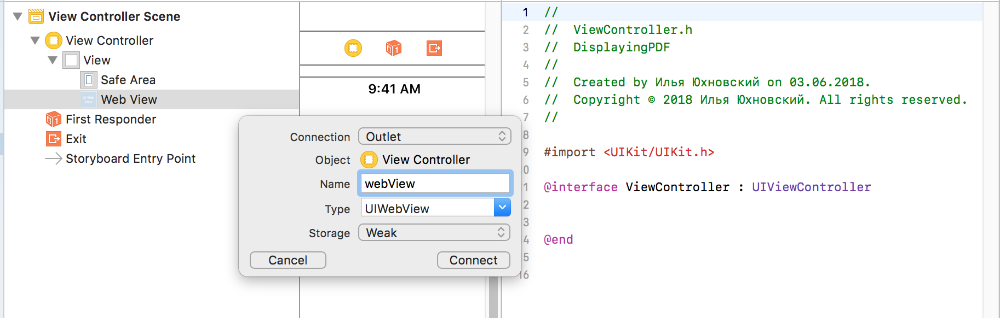 View Controller Scene
View Controller
View
Safe Area
Web View
First Responder
Exit
Storyboard Entry Point
9:41 AM
Connection Outlet
Object View Controller
Name webView
Type UIWebView
Storage Weak
Cancel Connect
1 //
2 // ViewController.h
3 // DisplayingPDF
4 //
5 // Created by Илья Юхновский on 03.06.2018.
6 // Copyright © 2018 Илья Юхновский. All rights reserved.
7 //
8
9 #import <UIKit/UIKit.h>
0
1 @interface ViewController : UIViewController
2
3
4 @end
5
16